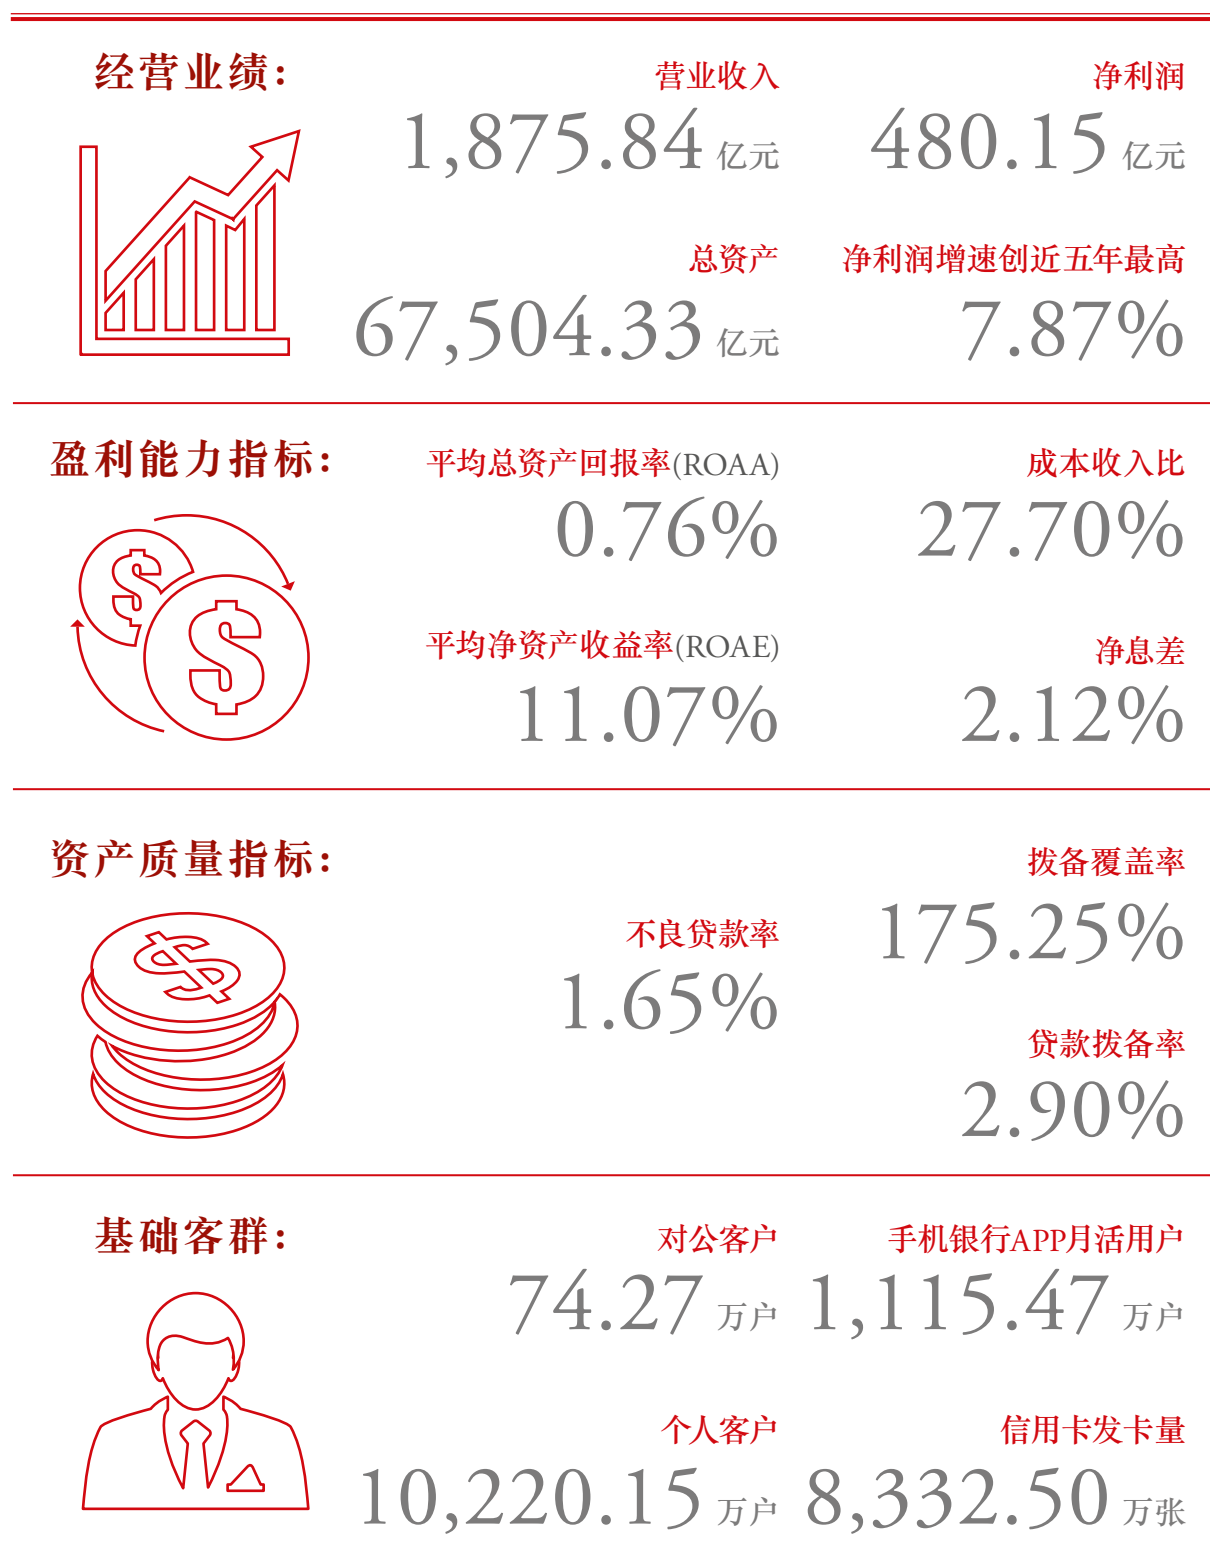 经营业绩:
营业收入
1,875.84 亿元
净利润
480.15 亿元
总资产
67,504.33 亿元
净利润增速创近五年最高
7.87%
盈利能力指标:
平均总资产回报率(ROAA)
0.76%
成本收入比
27.70%
平均净资产收益率(ROAE)
11.07%
净息差
2.12%
资产质量指标:
不良贷款率
1.65%
拨备覆盖率
175.25%
贷款拨备率
2.90%
基础客群:
对公客户
74.27 万户
手机银行APP月活用户
1,115.47 万户
个人客户
10,220.15 万户
信用卡发卡量
8,332.50 万张
$
$
$